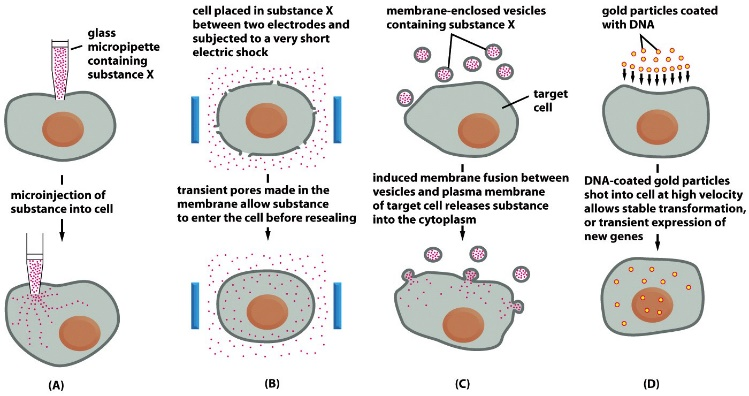 glass
micropipette
containing
substance X
microinjection of
substance into cell
(A)
cell placed in substance X
between two electrodes and
subjected to a very short
electric shock
transient pores made in the
membrane allow substance
to enter the cell before resealing
(B)
membrane-enclosed vesicles
containing substance X
target
cell
induced membrane fusion between
vesicles and plasma membrane
of target cell releases substance
into the cytoplasm
(C)
gold particles coated
with DNA
DNA-coated gold particles
shot into cell at high velocity
allows stable transformation,
or transient expression of
new genes
(D)